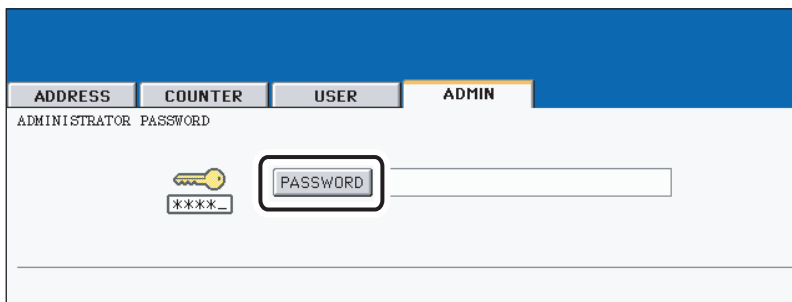 ADDRESS COUNTER USER ADMIN
ADMINISTRATOR PASSWORD
PASSWORD
****_